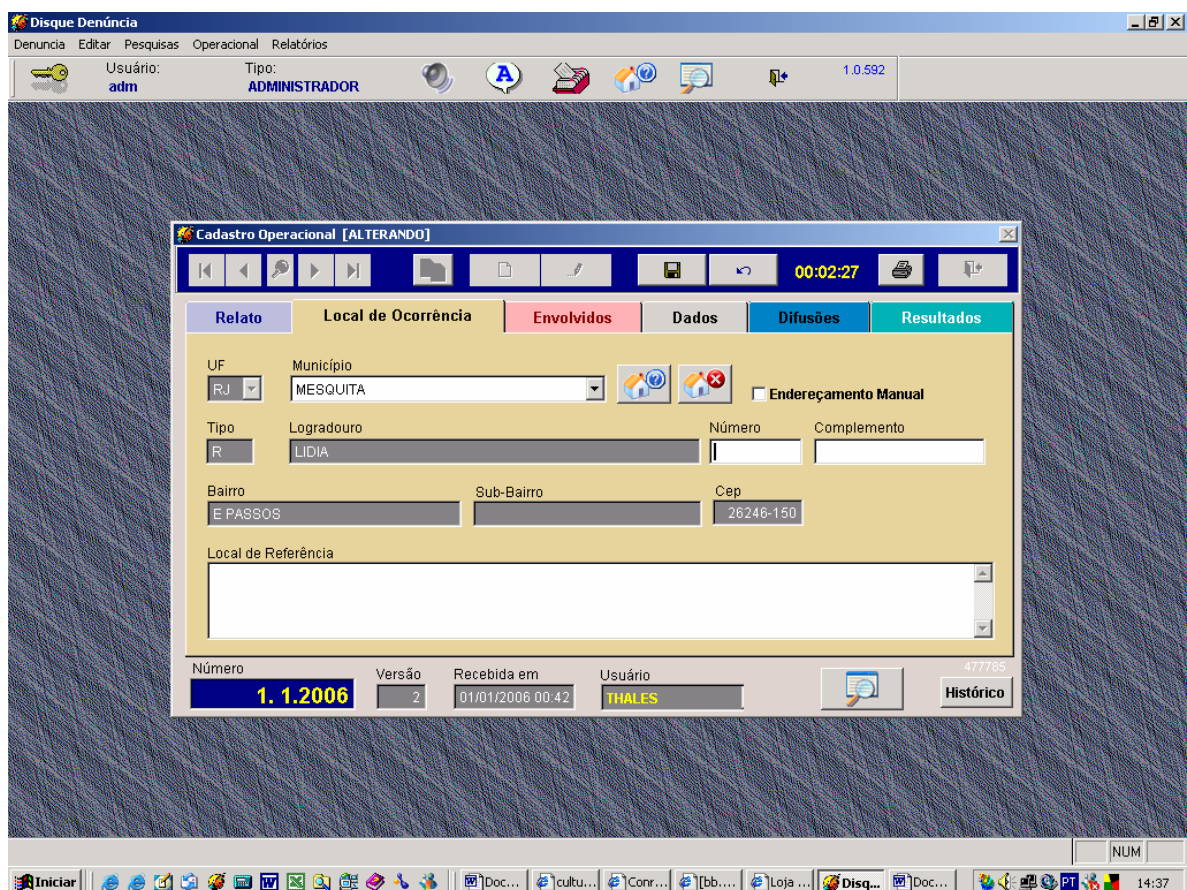 Disque Denúncia
Denuncia Editar Pesquisas Operacional Relatórios
Usuário: Tipo: 1.0.592
adm ADMINISTRADOR
A
Cadastro Operacional [ALTERANDO]
00:02:27
Relato Local de Ocorrência Envolvidos Dados Difusões Resultados
UF Município
RJ MESQUITA
Endereçamento Manual
Tipo Logradouro Número Complemento
R LIDIA
Bairro Sub-Bairro Cep
E PASSOS 26246-150
Local de Referência
Número Versão Recebida em Usuário 477785
1. 1.2006 2 01/01/2006 00:42 THALES Histórico
NUM
Iniciar Doc... cultu... Conr... [bb.... Loja ... Disq... Doc... PT 14:37